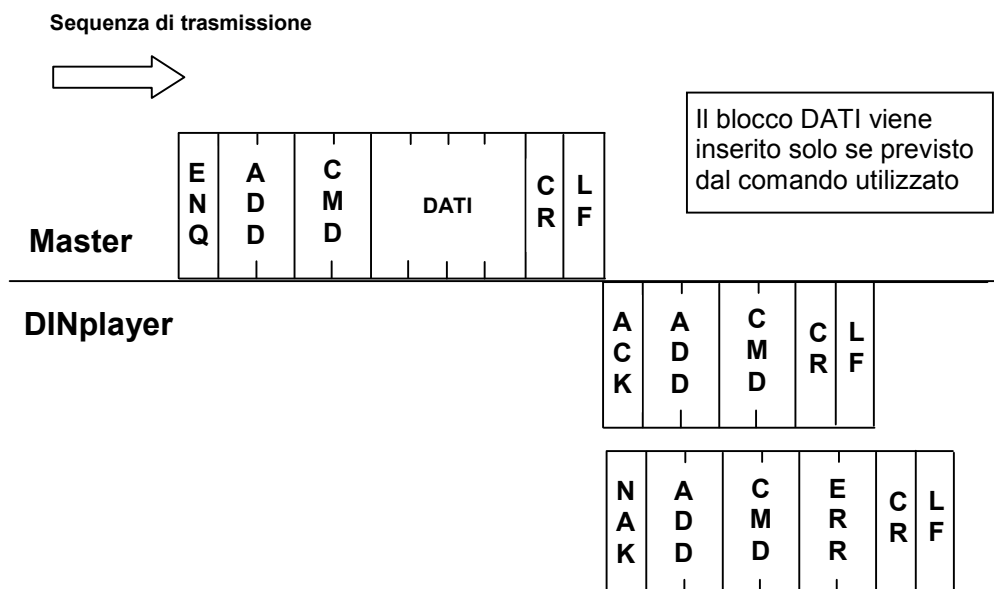 Sequenza di trasmissione
Il blocco DATI viene
inserito solo se previsto
dal comando utilizzato
Master
ENQ
ADD
CMD
DATI
CR
LF
DINplayer
ACK
ADD
CMD
CR
LF
NAK
ADD
CMD
ERR
CR
LF